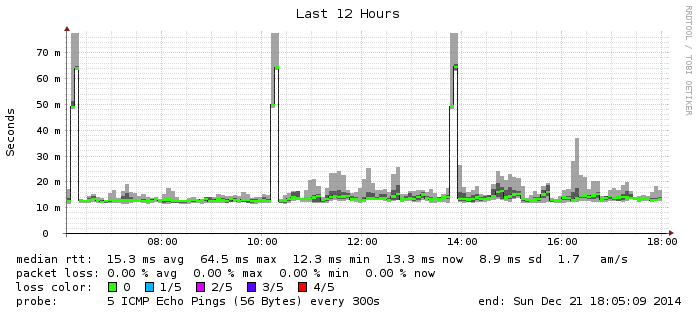 Last 12 Hours
RRDTOOL / TOBI OETIKER
Seconds
70 m
60 m
50 m
40 m
30 m
20 m
10 m
0
08:00 10:00 12:00 14:00 16:00 18:00
median rtt: 15.3 ms avg 64.5 ms max 12.3 ms min 13.3 ms now 8.9 ms sd 1.7 am/s
packet loss: 0.00 % avg 0.00 % max 0.00 % min 0.00 % now
loss color: 0 1/5 2/5 3/5 4/5
probe: 5 ICMP Echo Pings (56 Bytes) every 300s end: Sun Dec 21 18:05:09 2014